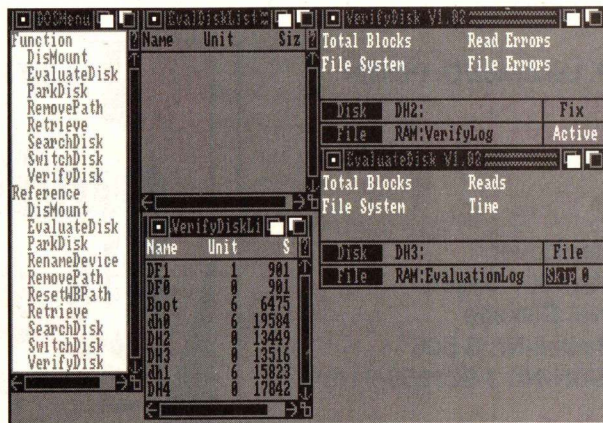 DOSMenu
Function
DisMount
EvaluateDisk
ParkDisk
RemovePath
Retrieve
SearchDisk
SwitchDisk
VerifyDisk
Reference
DisMount
EvaluateDisk
ParkDisk
RenameDevice
RemovePath
ResetWBPath
Retrieve
SearchDisk
SwitchDisk
VerifyDisk
EvalDiskList
?
Name Unit Siz
VerifyDiskLi
Name Unit S ?
DF1 1 901
DF0 0 901
Boot 6 6475
dh0 6 19584
DH2 0 13449
DH3 0 13516
dh1 6 15823
DH4 0 17842
VerifyDisk V1.02
Total Blocks Read Errors
File System File Errors
Disk DH2: Fix
File RAM:VerifyLog Active
EvaluateDisk V1.02
Total Blocks Reads
File System Time
Disk DH3: File
File RAM:EvaluationLog Skip 0